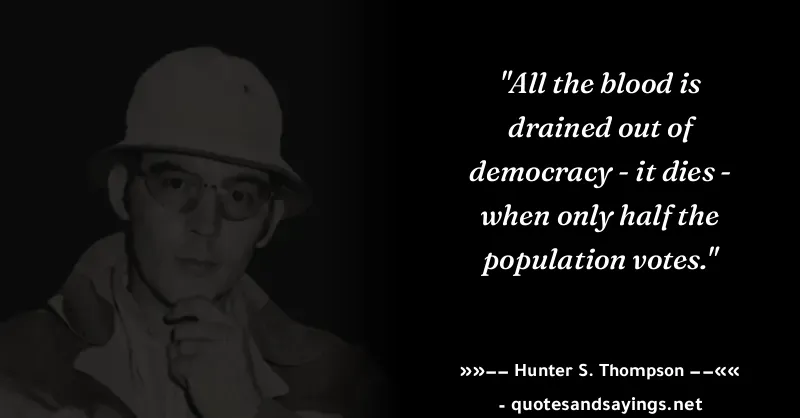 "All the blood is
drained out of
democracy - it dies -
when only half the
population votes."
»»–– Hunter S. Thompson ––««
- quotesandsayings.net